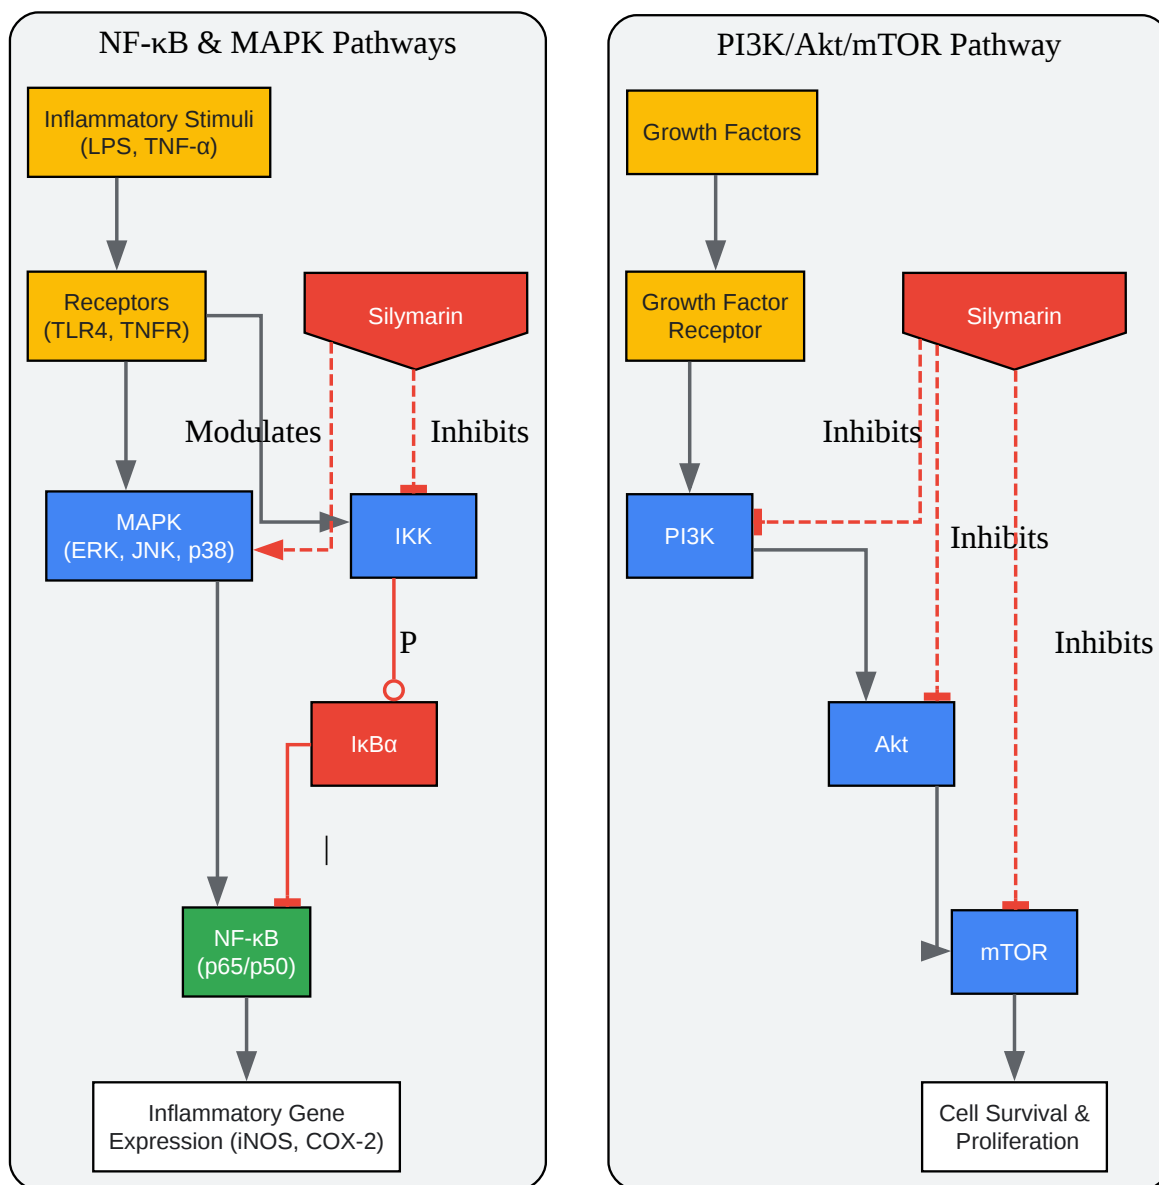 NF-κB & MAPK Pathways
Inflammatory Stimuli
(LPS, TNF-α)
Receptors
(TLR4, TNFR)
Silymarin
Modulates
Inhibits
MAPK
(ERK, JNK, p38)
IKK
P
IκBα
|
NF-κB
(p65/p50)
Inflammatory Gene
Expression (iNOS, COX-2)
PI3K/Akt/mTOR Pathway
Growth Factors
Growth Factor
Receptor
Silymarin
Inhibits
PI3K
Inhibits
Inhibits
Akt
mTOR
Cell Survival &
Proliferation